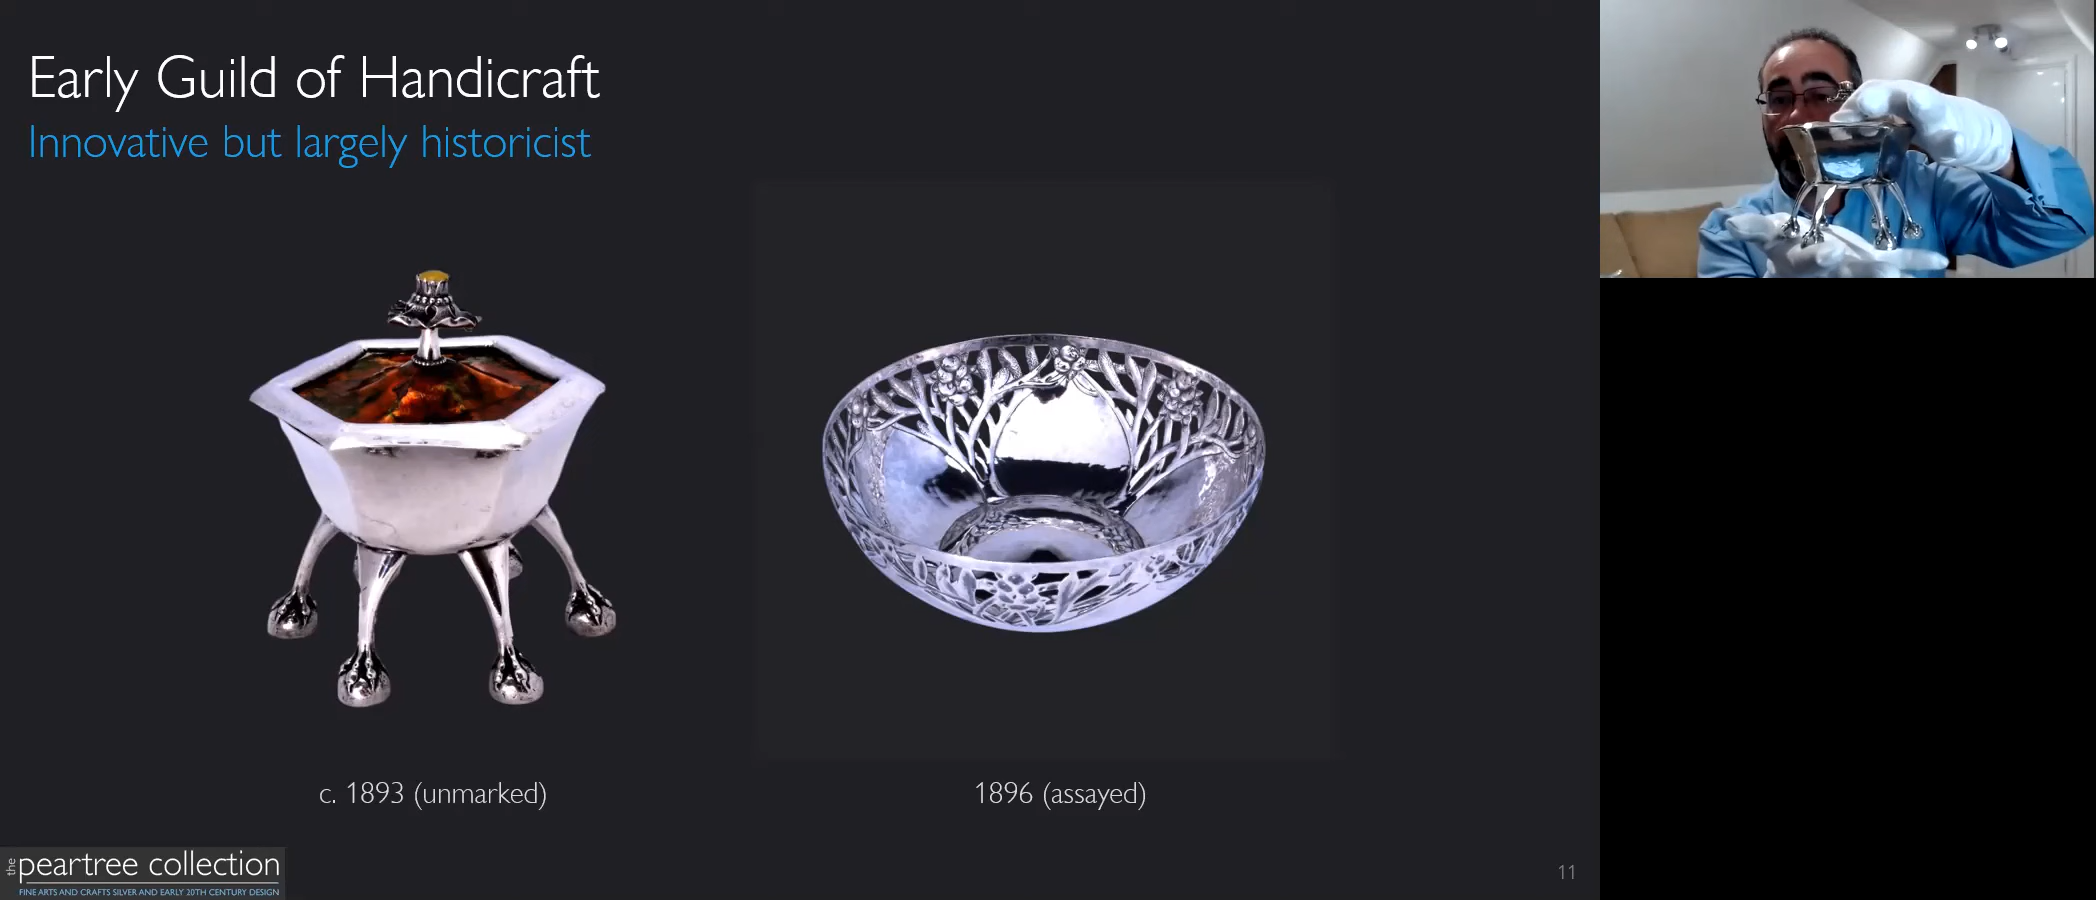 Early Guild of Handicraft
Innovative but largely historicist
c. 1893 (unmarked)
1896 (assayed)
the peartree collection
FINE ARTS AND CRAFTS SILVER AND EARLY 20TH CENTURY DESIGN
11